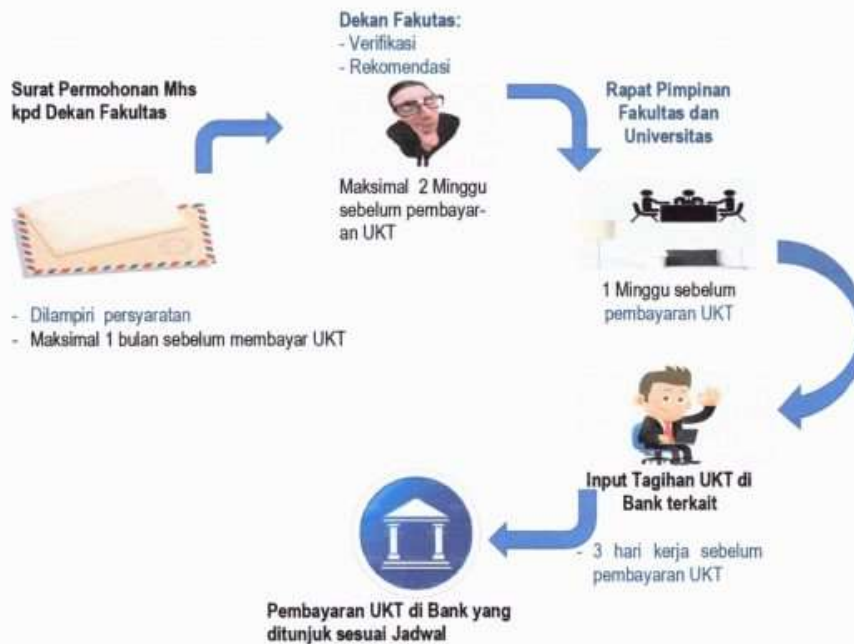 Surat Permohonan Mhs
kpd Dekan Fakultas
- Dilampiri persyaratan
- Maksimal 1 bulan sebelum membayar UKT
Dekan Fakutas:
- Verifikasi
- Rekomendasi
Maksimal 2 Minggu
sebelum pembayar-
an UKT
Rapat Pimpinan
Fakultas dan
Universitas
1 Minggu sebelum
pembayaran UKT
Input Tagihan UKT di
Bank terkait
- 3 hari kerja sebelum
pembayaran UKT
Pembayaran UKT di Bank yang
ditunjuk sesuai Jadwal